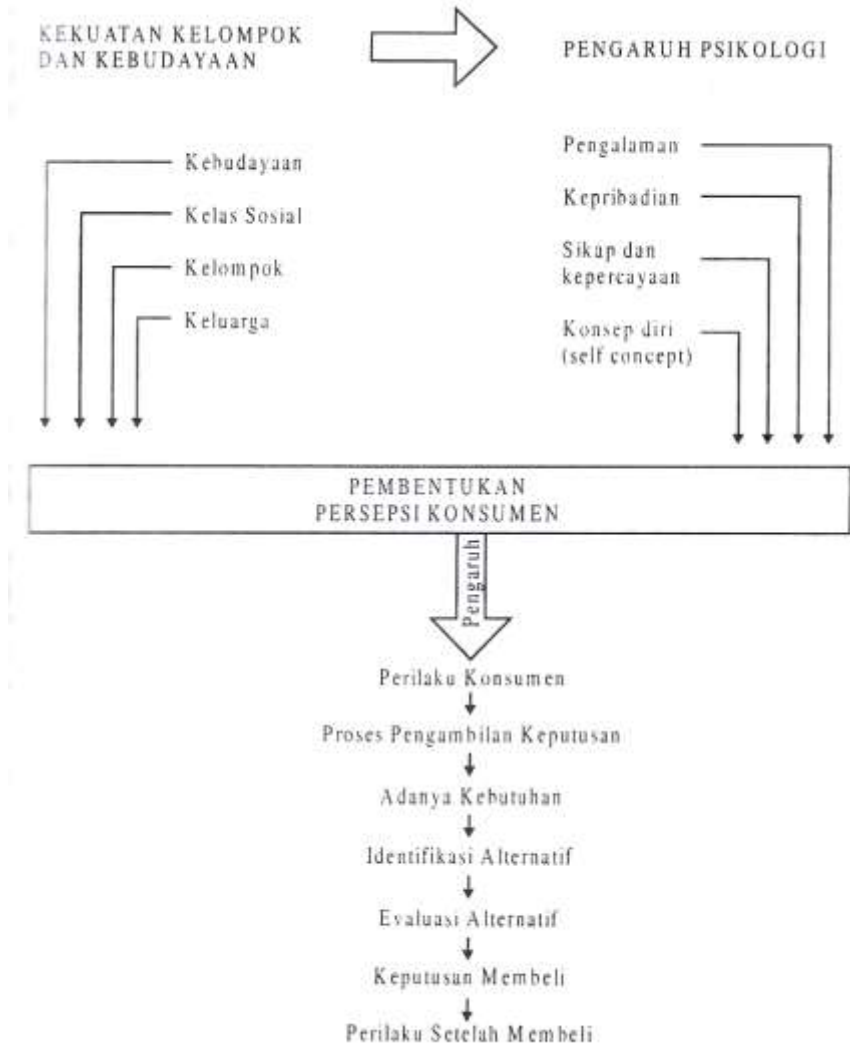 KEKUATAN KELOMPOK
DAN KEBUDAYAAN
PENGARUH PSIKOLOGI
Kebudayaan
Kelas Sosial
Kelompok
Keluarga
Pengalaman
Kepribadian
Sikap dan
kepercayaan
Konsep diri
(self concept)
PEMBENTUKAN
PERSEPSI KONSUMEN
Pengaruh
Perilaku Konsumen
Proses Pengambilan Keputusan
Adanya Kebutuhan
Identifikasi Alternatif
Evaluasi Alternatif
Keputusan Membeli
Perilaku Setelah Membeli